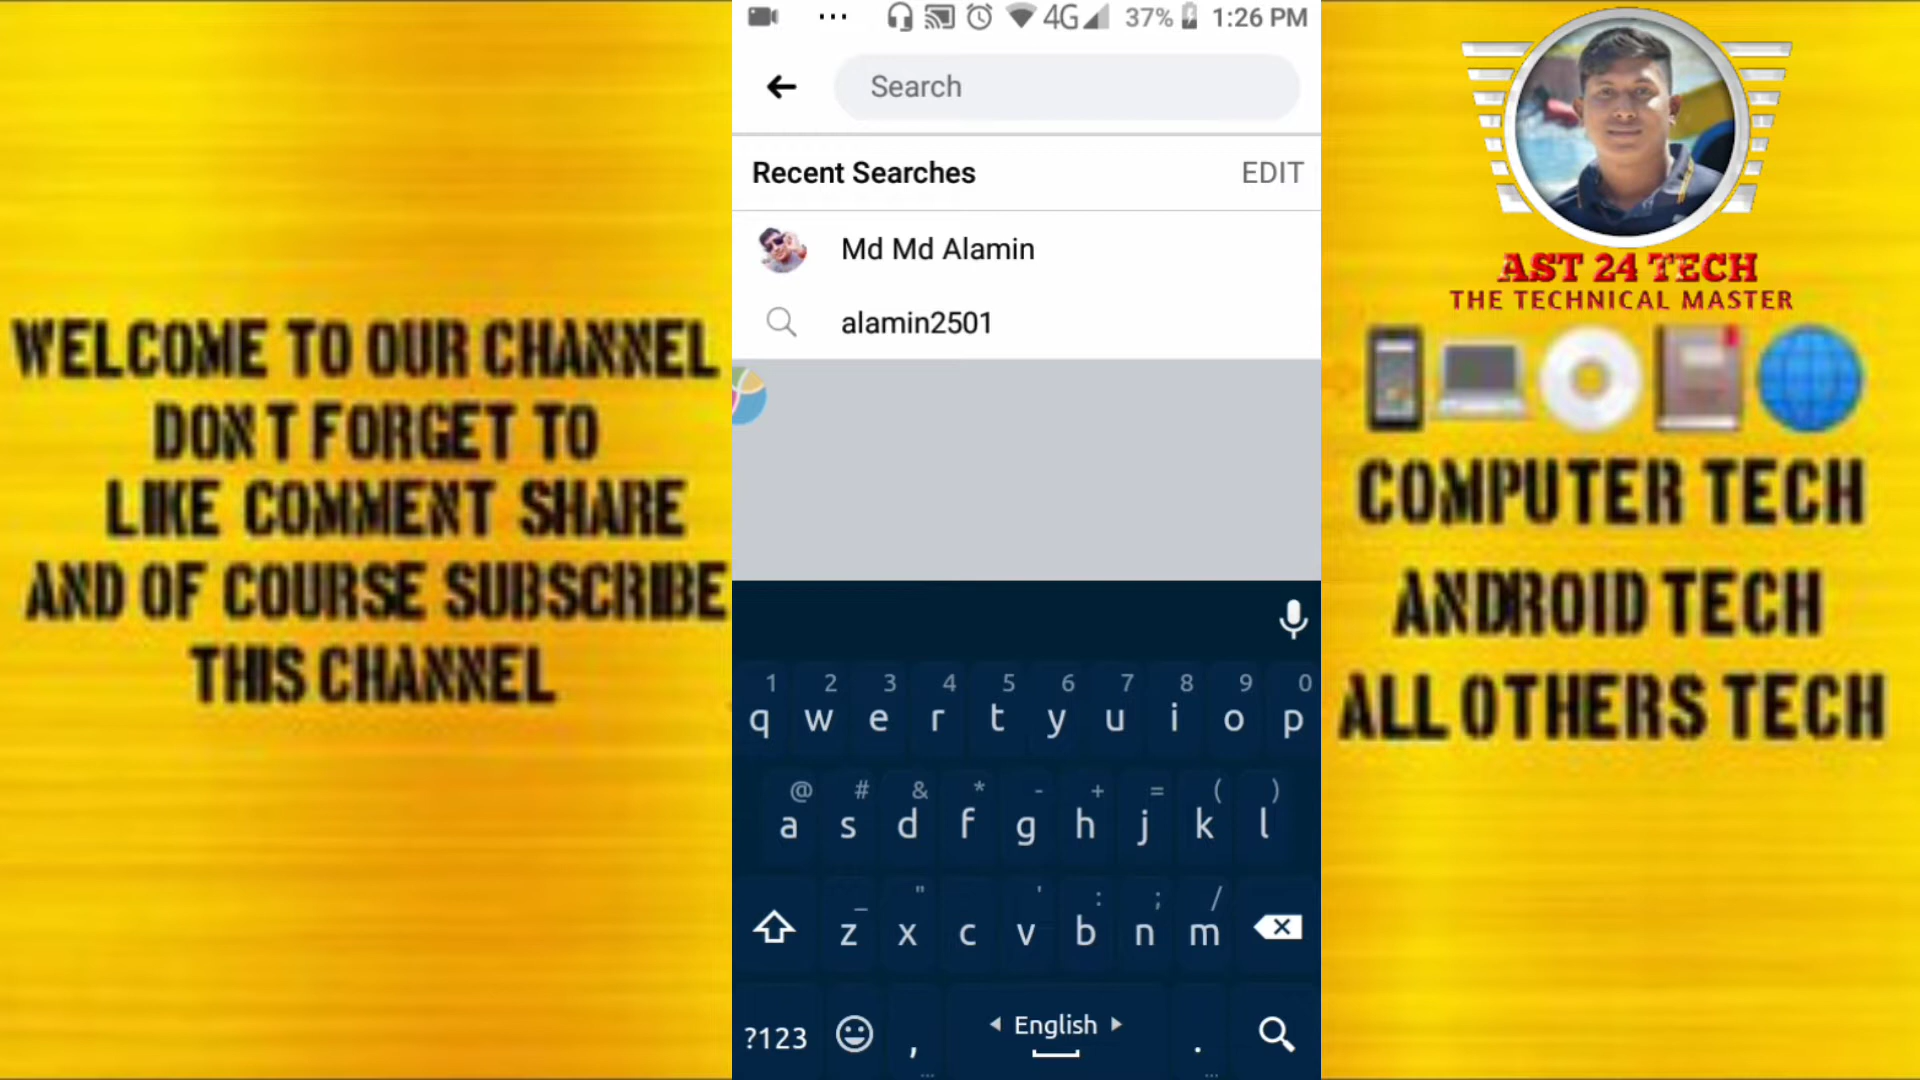 WELCOME TO OUR CHANNEL
DON T FORGET TO
LIKE COMMENT SHARE
AND OF COURSE SUBSCRIBE
THIS CHANNEL
... 4G 37% 1:26 PM
Search
Recent Searches EDIT
Md Md Alamin
alamin2501
1 2 3 4 5 6 7 8 9 0
q w e r t y u i o p
@ # & * - + = ( )
a s d f g h j k l
_ " ' : ; /
z x c v b n m
?123 , English .
AST 24 TECH
THE TECHNICAL MASTER
COMPUTER TECH
ANDROID TECH
ALL OTHERS TECH